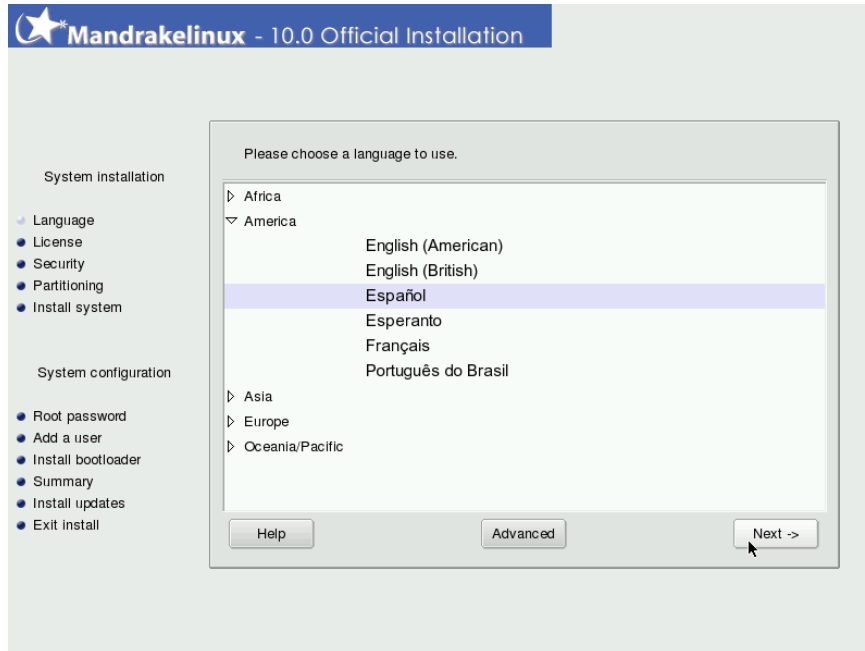 Mandrakelinux - 10.0 Official Installation
System installation
Language
License
Security
Partitioning
Install system
System configuration
Root password
Add a user
Install bootloader
Summary
Install updates
Exit install
Please choose a language to use.
Africa
America
English (American)
English (British)
Español
Esperanto
Français
Português do Brasil
Asia
Europe
Oceania/Pacific
Help
Advanced
Next ->